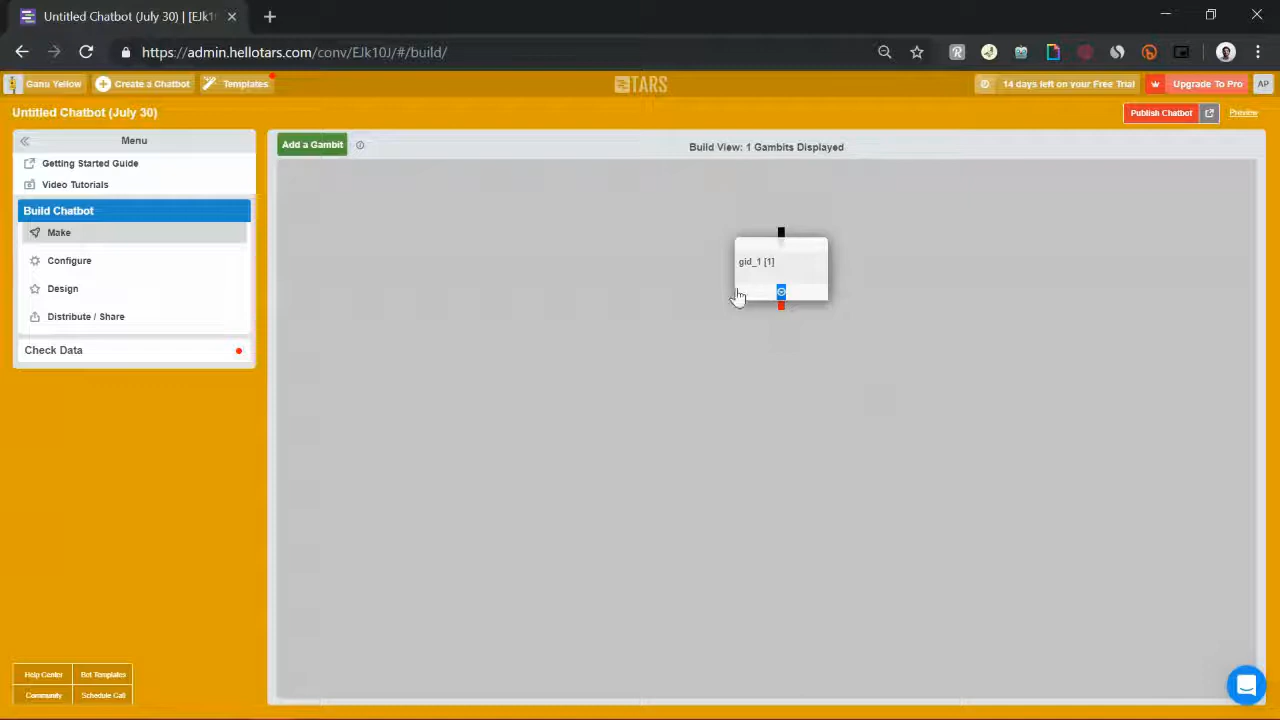 Untitled Chatbot (July 30) | [EJk1
https://admin.hellotars.com/conv/EJk10J/#/build/
Ganu Yellow
Create a Chatbot
Templates
TARS
14 days left on your Free Trial
Upgrade To Pro
AP
Untitled Chatbot (July 30)
Publish Chatbot
Preview
Menu
Getting Started Guide
Video Tutorials
Build Chatbot
Make
Configure
Design
Distribute / Share
Check Data
Add a Gambit
Build View: 1 Gambits Displayed
gid_1 [1]
Help Center
Bot Templates
Community
Schedule Call